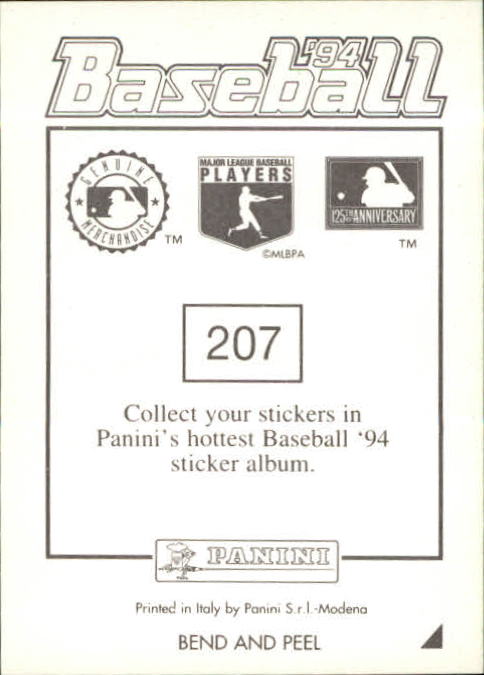 '94
Baseball
GENUINE
MERCHANDISE
TM
MAJOR LEAGUE BASEBALL
PLAYERS
©MLBPA
125TH ANNIVERSARY
TM
207
Collect your stickers in
Panini's hottest Baseball ‘94
sticker album.
PANINI
Printed in Italy by Panini S.r.l.-Modena
BEND AND PEEL